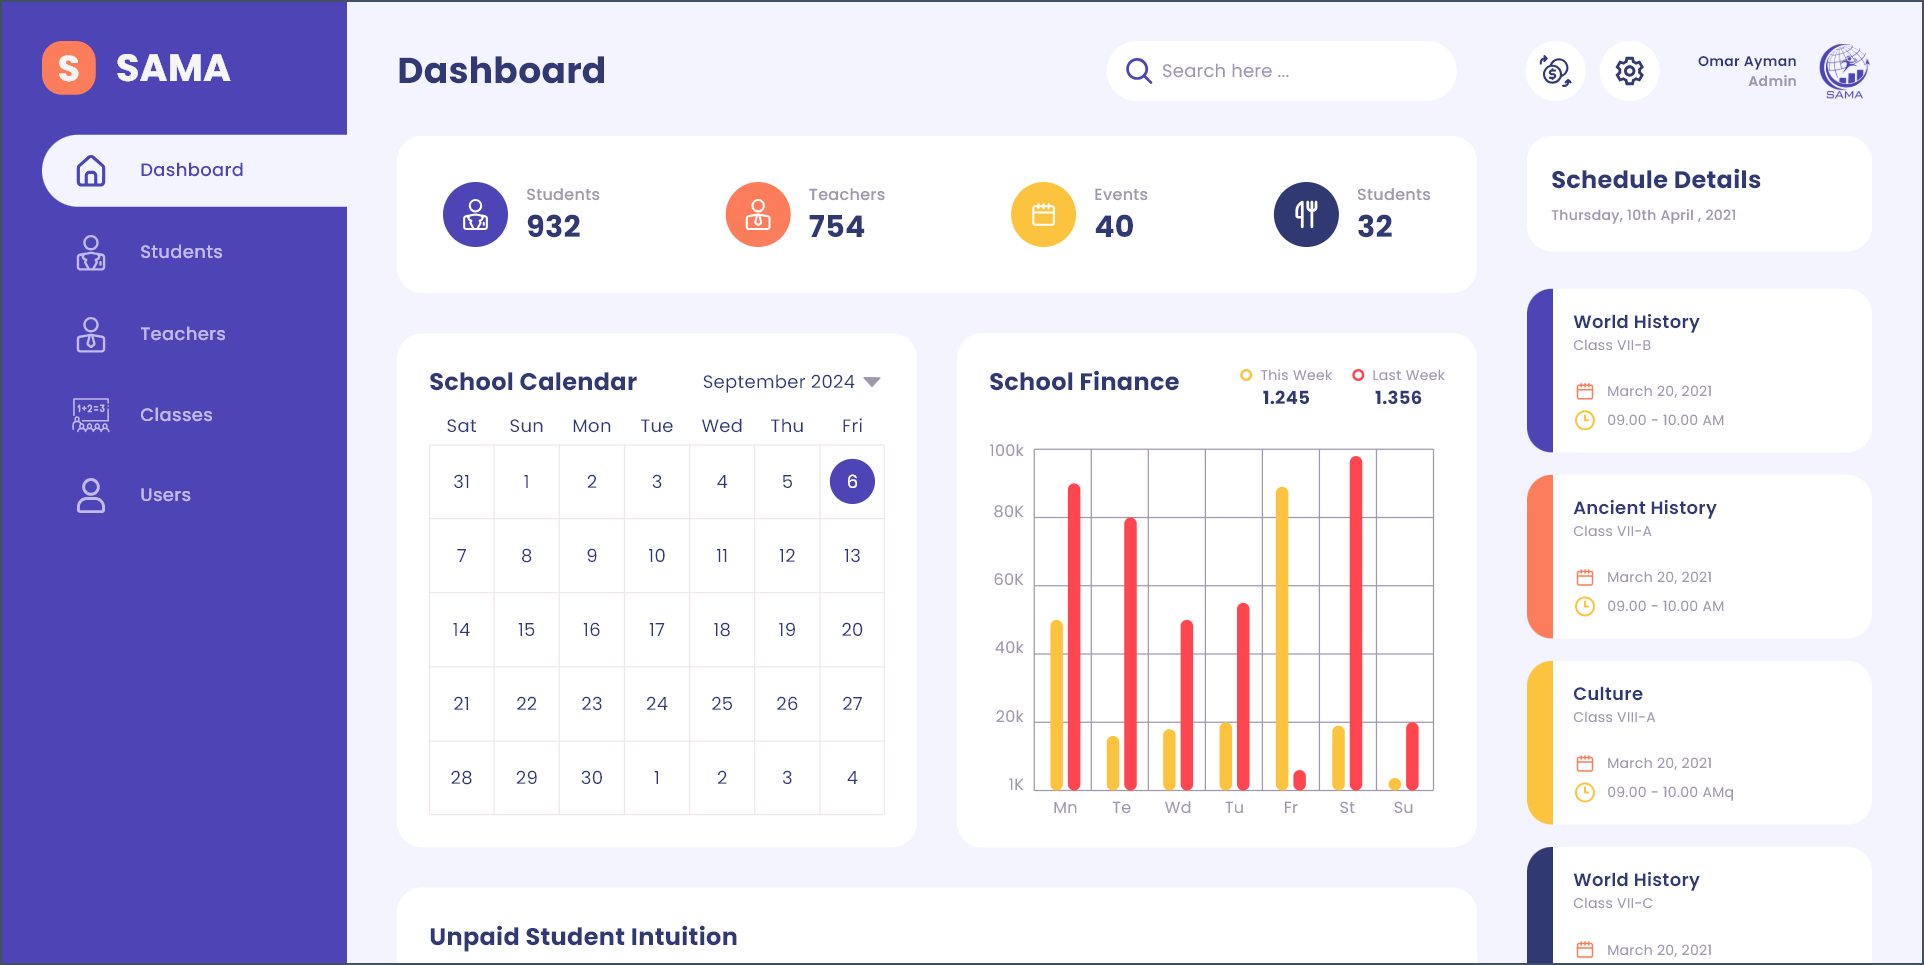 S SAMA
Dashboard
Students
Teachers
1+2=3
Classes
Users
Dashboard
Search here ...
$
Omar Ayman
Admin
SAMA
Students
932
Teachers
754
Events
40
Students
32
School Calendar
September 2024
Sat Sun Mon Tue Wed Thu Fri
31 1 2 3 4 5 6
7 8 9 10 11 12 13
14 15 16 17 18 19 20
21 22 23 24 25 26 27
28 29 30 1 2 3 4
School Finance
This Week
1.245
Last Week
1.356
100k
80K
60K
40k
20k
1K
Mn Te Wd Tu Fr St Su
Unpaid Student Intuition
Schedule Details
Thursday, 10th April , 2021
World History
Class VII-B
March 20, 2021
09.00 - 10.00 AM
Ancient History
Class VII-A
March 20, 2021
09.00 - 10.00 AM
Culture
Class VIII-A
March 20, 2021
09.00 - 10.00 AMq
World History
Class VII-C
March 20, 2021